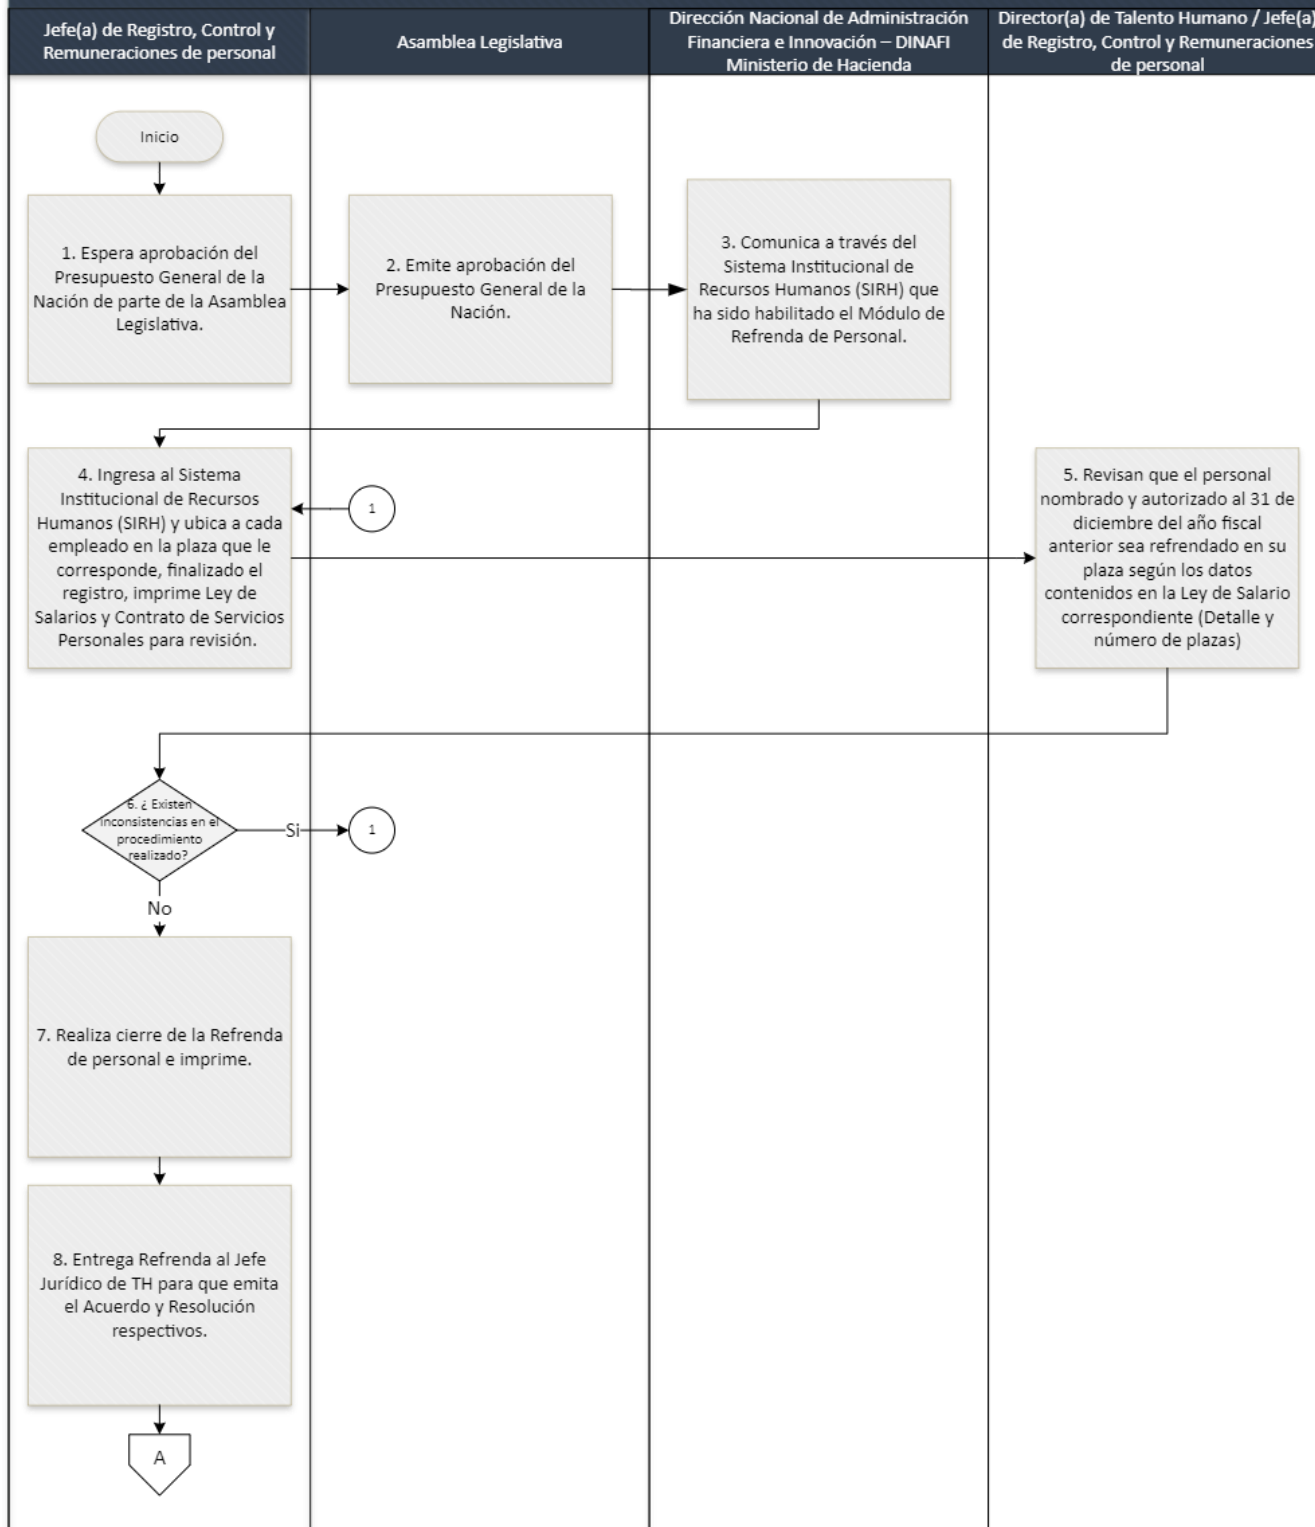 Jefe(a) de Registro, Control y
Remuneraciones de personal
Asamblea Legislativa
Dirección Nacional de Administración
Financiera e Innovación – DINAFI
Ministerio de Hacienda
Director(a) de Talento Humano / Jefe(a)
de Registro, Control y Remuneraciones
de personal
Inicio
1. Espera aprobación del
Presupuesto General de la
Nación de parte de la Asamblea
Legislativa.
2. Emite aprobación del
Presupuesto General de la
Nación.
3. Comunica a través del
Sistema Institucional de
Recursos Humanos (SIRH) que
ha sido habilitado el Módulo de
Refrenda de Personal.
4. Ingresa al Sistema
Institucional de Recursos
Humanos (SIRH) y ubica a cada
empleado en la plaza que le
corresponde, finalizado el
registro, imprime Ley de
Salarios y Contrato de Servicios
Personales para revisión.
1
5. Revisan que el personal
nombrado y autorizado al 31 de
diciembre del año fiscal
anterior sea refrendado en su
plaza según los datos
contenidos en la Ley de Salario
correspondiente (Detalle y
número de plazas)
6. ¿ Existen
inconsistencias en el
procedimiento
realizado?
Si
1
No
7. Realiza cierre de la Refrenda
de personal e imprime.
8. Entrega Refrenda al Jefe
Jurídico de TH para que emita
el Acuerdo y Resolución
respectivos.
A